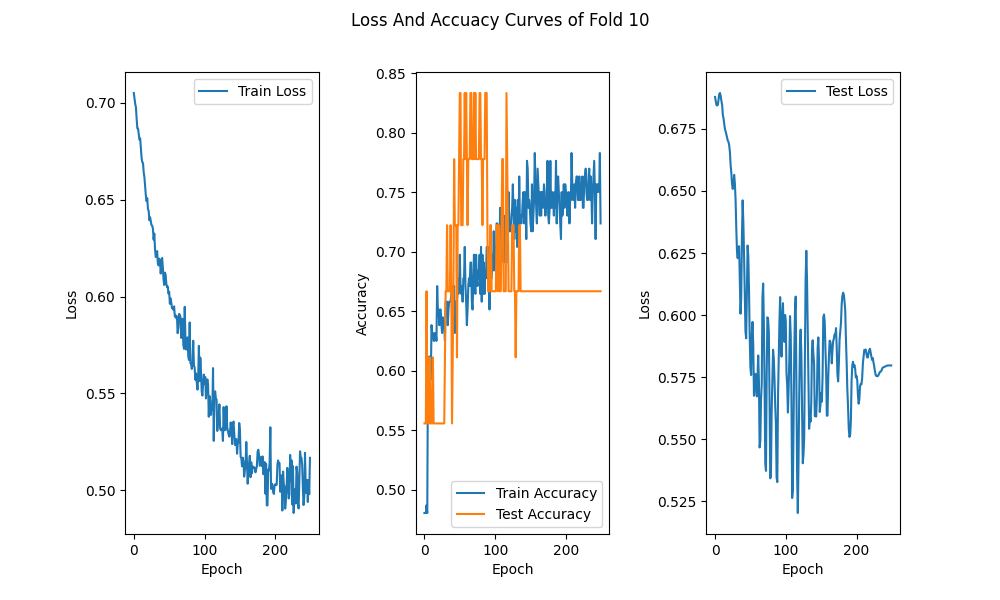 Loss And Accuacy Curves of Fold 10
Train Loss
0.70
0.65
0.60
0.55
0.50
Loss
0 100 200
Epoch
0.85
0.80
0.75
0.70
0.65
0.60
0.55
0.50
Accuracy
Train Accuracy
Test Accuracy
0 100 200
Epoch
Test Loss
0.675
0.650
0.625
0.600
0.575
0.550
0.525
Loss
0 100 200
Epoch